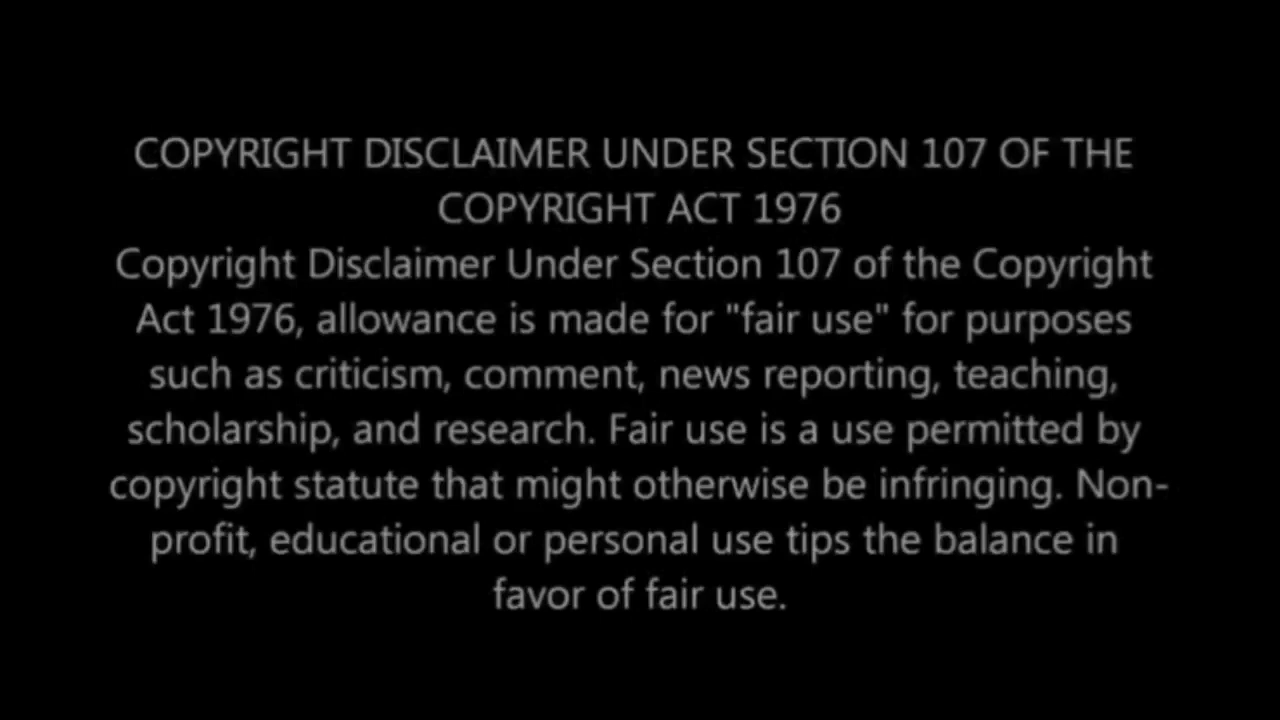 COPYRIGHT DISCLAIMER UNDER SECTION 107 OF THE
COPYRIGHT ACT 1976
Copyright Disclaimer Under Section 107 of the Copyright
Act 1976, allowance is made for "fair use" for purposes
such as criticism, comment, news reporting, teaching,
scholarship, and research. Fair use is a use permitted by
copyright statute that might otherwise be infringing. Non-
profit, educational or personal use tips the balance in
favor of fair use.